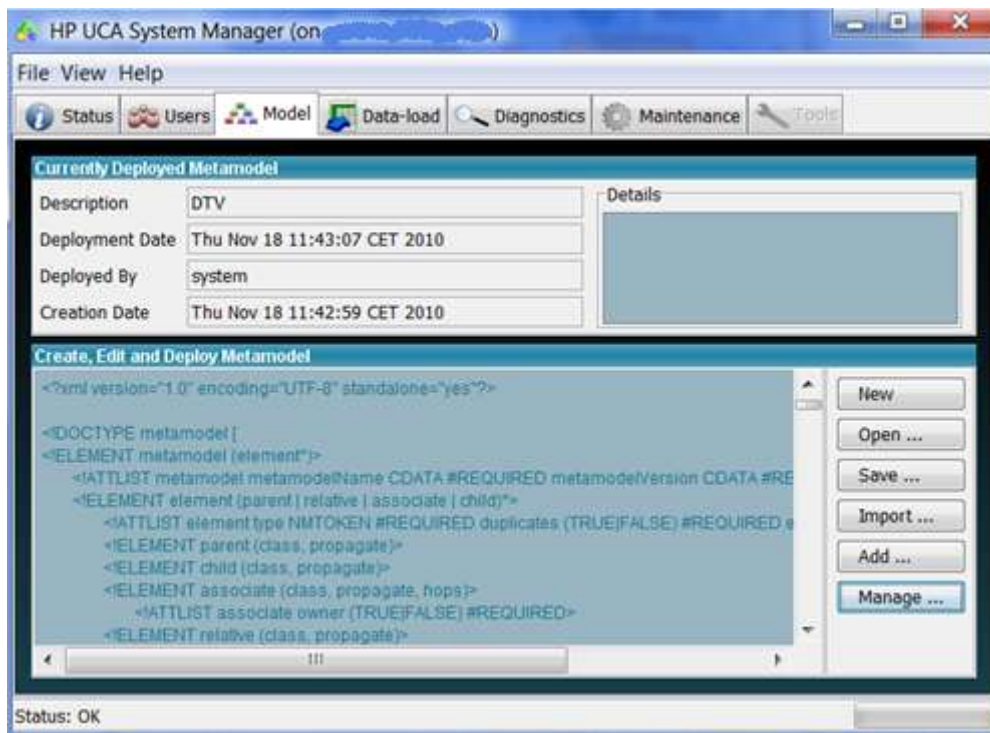 HP UCA System Manager (on )
File View Help
Status Users Model Data-load Diagnostics Maintenance Tools
Currently Deployed Metamodel
Description DTV
Deployment Date Thu Nov 18 11:43:07 CET 2010
Deployed By system
Creation Date Thu Nov 18 11:42:59 CET 2010
Details
Create, Edit and Deploy Metamodel
<?xml version="1.0" encoding="UTF-8" standalone="yes"?>
<!DOCTYPE metamodel [
<!ELEMENT metamodel (element*)>
<!ATTLIST metamodel metamodelName CDATA #REQUIRED metamodelVersion CDATA #RE
<!ELEMENT element (parent | relative | associate | child)*>
<!ATTLIST element type NMTOKEN #REQUIRED duplicates (TRUE|FALSE) #REQUIRED e
<!ELEMENT parent (class, propagate)>
<!ELEMENT child (class, propagate)>
<!ELEMENT associate (class, propagate, hops)>
<!ATTLIST associate owner (TRUE|FALSE) #REQUIRED>
<!ELEMENT relative (class, propagate)>
New
Open ...
Save ...
Import ...
Add ...
Manage ...
Status: OK